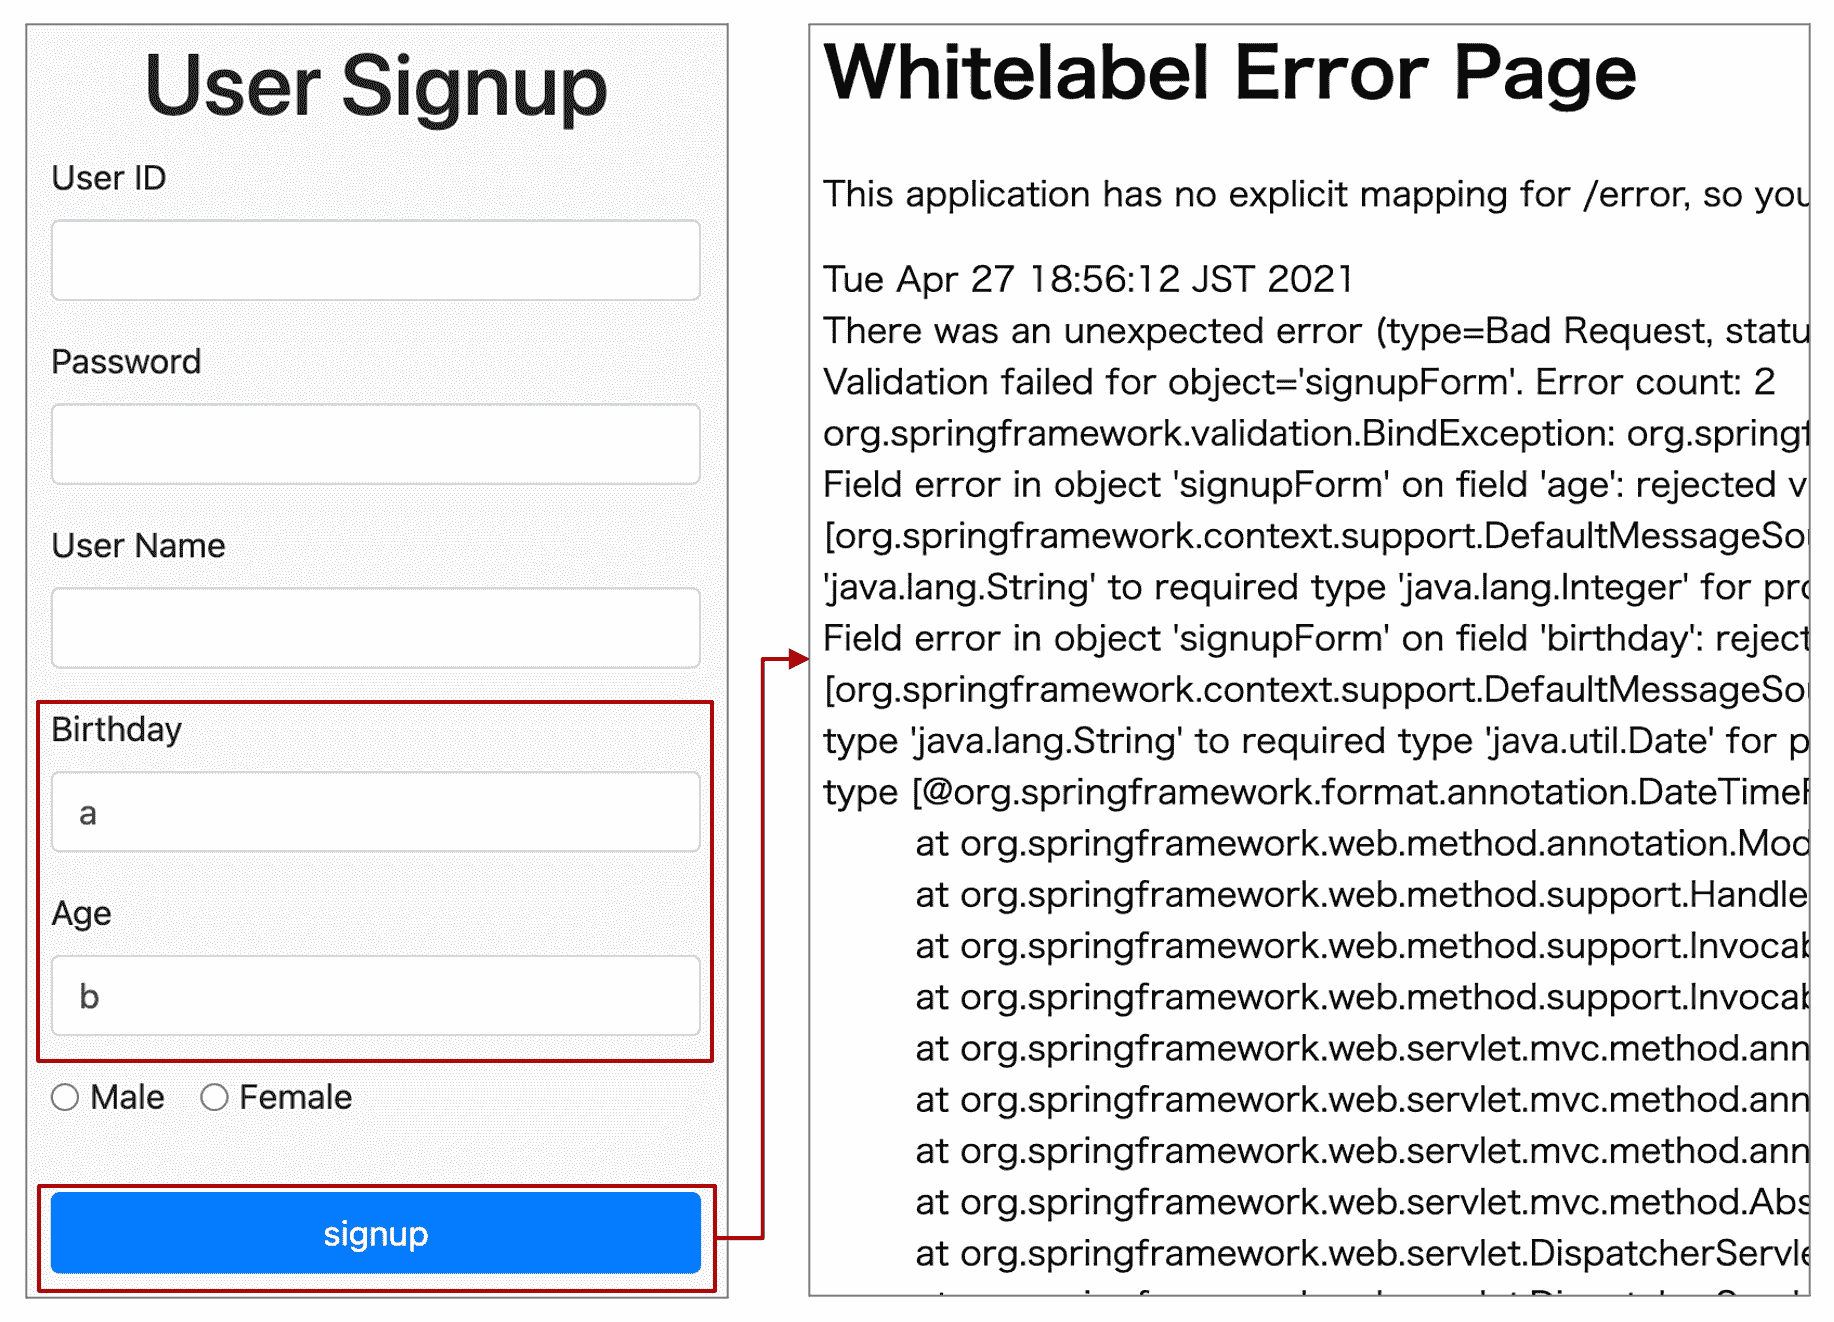 User Signup
User ID
Password
User Name
Birthday
a
Age
b
Male Female
signup
Whitelabel Error Page
This application has no explicit mapping for /error, so you
Tue Apr 27 18:56:12 JST 2021
There was an unexpected error (type=Bad Request, statu
Validation failed for object='signupForm'. Error count: 2
org.springframework.validation.BindException: org.springf
Field error in object 'signupForm' on field 'age': rejected v
[org.springframework.context.support.DefaultMessageSou
'java.lang.String' to required type 'java.lang.Integer' for pro
Field error in object 'signupForm' on field 'birthday': reject
[org.springframework.context.support.DefaultMessageSou
type 'java.lang.String' to required type 'java.util.Date' for p
type [@org.springframework.format.annotation.DateTimeF
at org.springframework.web.method.annotation.Mod
at org.springframework.web.method.support.Handle
at org.springframework.web.method.support.Invocab
at org.springframework.web.method.support.Invocab
at org.springframework.web.servlet.mvc.method.ann
at org.springframework.web.servlet.mvc.method.ann
at org.springframework.web.servlet.mvc.method.ann
at org.springframework.web.servlet.mvc.method.Abs
at org.springframework.web.servlet.DispatcherServle